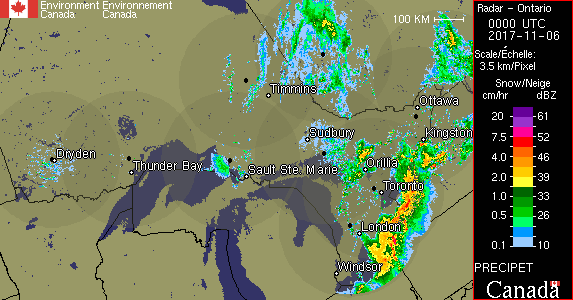 Environment Environnement
Canada Canada
100 KM
Timmins
Ottawa
Sudbury
Kingston
Dryden
Thunder Bay
Sault Ste. Marie
Orillia
Toronto
London
Windsor
Radar - Ontario
0000 UTC
2017-11-06
Scale/Échelle:
3.5 km/Pixel
Snow/Neige
cm/hr dBZ
20 61
7.5 52
4.0 46
2.0 39
1.0 33
0.5 26
0.1 10
PRECIPET
Canada